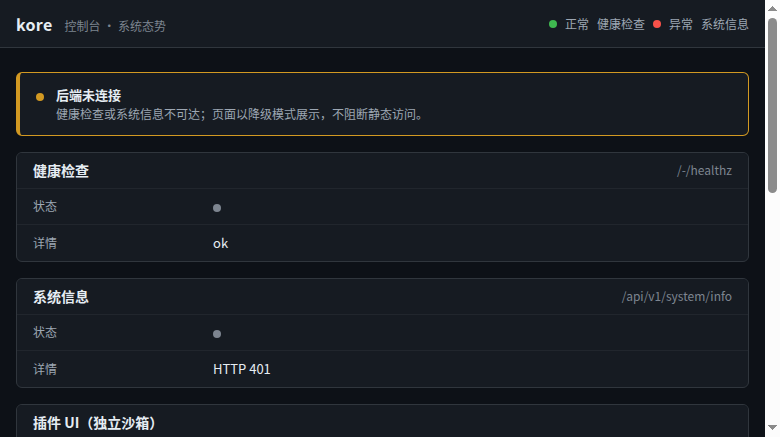 kore 控制台 · 系统态势
正常 健康检查 异常 系统信息
后端未连接
健康检查或系统信息不可达；页面以降级模式展示，不阻断静态访问。
健康检查 /-/healthz
状态
详情 ok
系统信息 /api/v1/system/info
状态
详情 HTTP 401
插件 UI（独立沙箱）